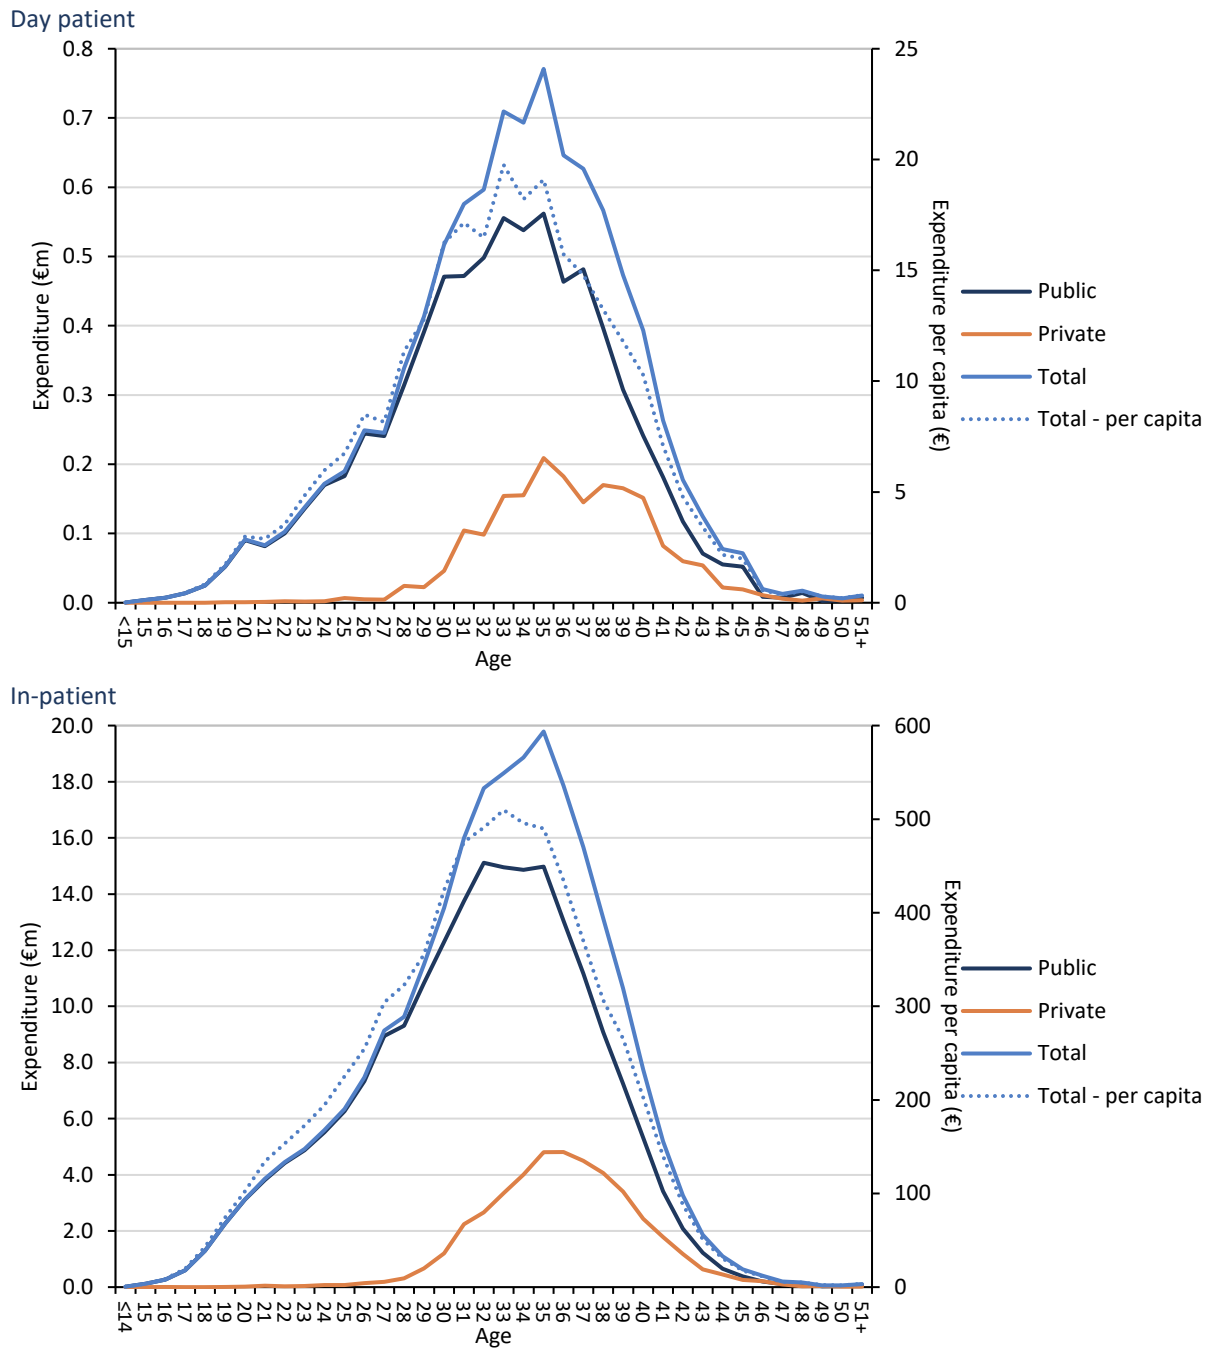 Day patient
0.8
0.7
0.6
0.5
0.4
0.3
0.2
0.1
0.0
Expenditure (€m)
25
20
15
10
5
0
Expenditure per capita (€)
<15 15 16 17 18 19 20 21 22 23 24 25 26 27 28 29 30 31 32 33 34 35 36 37 38 39 40 41 42 43 44 45 46 47 48 49 50 51+
Age
Public
Private
Total
Total - per capita
In-patient
20.0
18.0
16.0
14.0
12.0
10.0
8.0
6.0
4.0
2.0
0.0
Expenditure (€m)
600
500
400
300
200
100
0
Expenditure per capita (€)
≤14 15 16 17 18 19 20 21 22 23 24 25 26 27 28 29 30 31 32 33 34 35 36 37 38 39 40 41 42 43 44 45 46 47 48 49 50 51+
Age
Public
Private
Total
Total - per capita